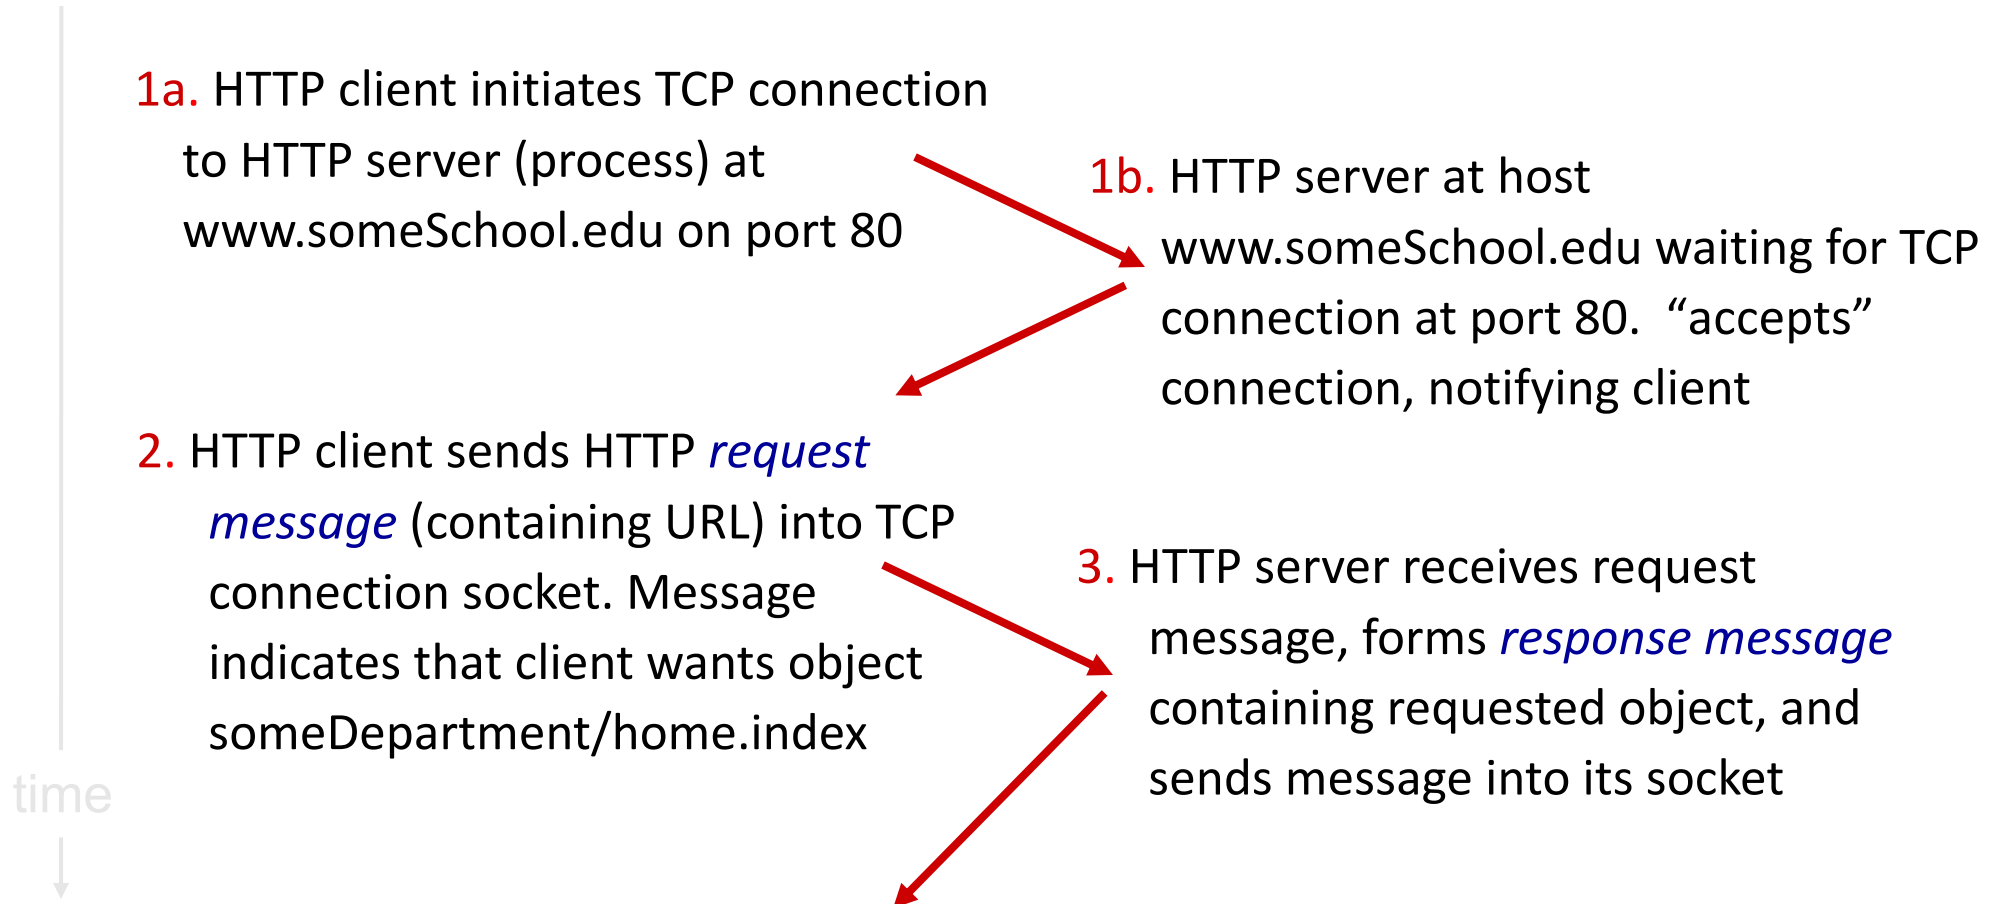 1a. HTTP client initiates TCP connection
to HTTP server (process) at
www.someSchool.edu on port 80
1b. HTTP server at host
www.someSchool.edu waiting for TCP
connection at port 80.  “accepts”
connection, notifying client
2. HTTP client sends HTTP request
message (containing URL) into TCP
connection socket. Message
indicates that client wants object
someDepartment/home.index
3. HTTP server receives request
message, forms response message
containing requested object, and
sends message into its socket
time